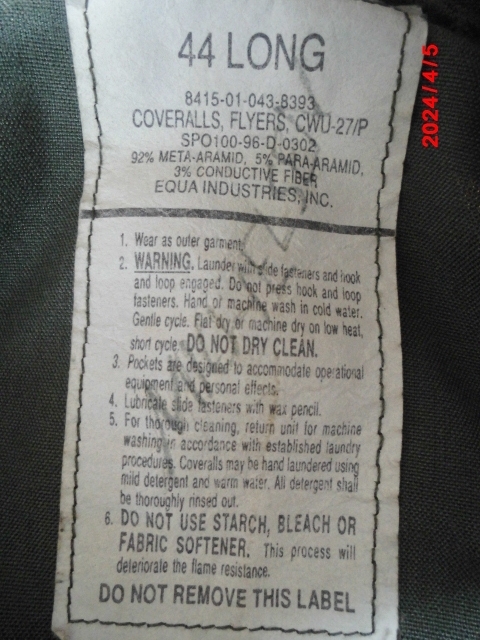 44 LONG
8415-01-043-8393
COVERALLS, FLYERS, CWU-27/P
SPO100-96-D-0302
92% META-ARAMID, 5% PARA-ARAMID,
3% CONDUCTIVE FIBER
EQUA INDUSTRIES, INC.
1. Wear as outer garment.
2. WARNING. Launder with slide fasteners and hook
and loop engaged. Do not press hook and loop
fasteners. Hand or machine wash in cold water.
Gentle cycle. Flat dry or machine dry on low heat,
short cycle. DO NOT DRY CLEAN.
3. Pockets are designed to accommodate operational
equipment and personal effects.
4. Lubricate slide fasteners with wax pencil.
5. For thorough cleaning, return unit for machine
washing in accordance with established laundry
procedures. Coveralls may be hand laundered using
mild detergent and warm water. All detergent shall
be thoroughly rinsed out.
6. DO NOT USE STARCH, BLEACH OR
FABRIC SOFTENER. This process will
deteriorate the flame resistance.
DO NOT REMOVE THIS LABEL
2024/4/5